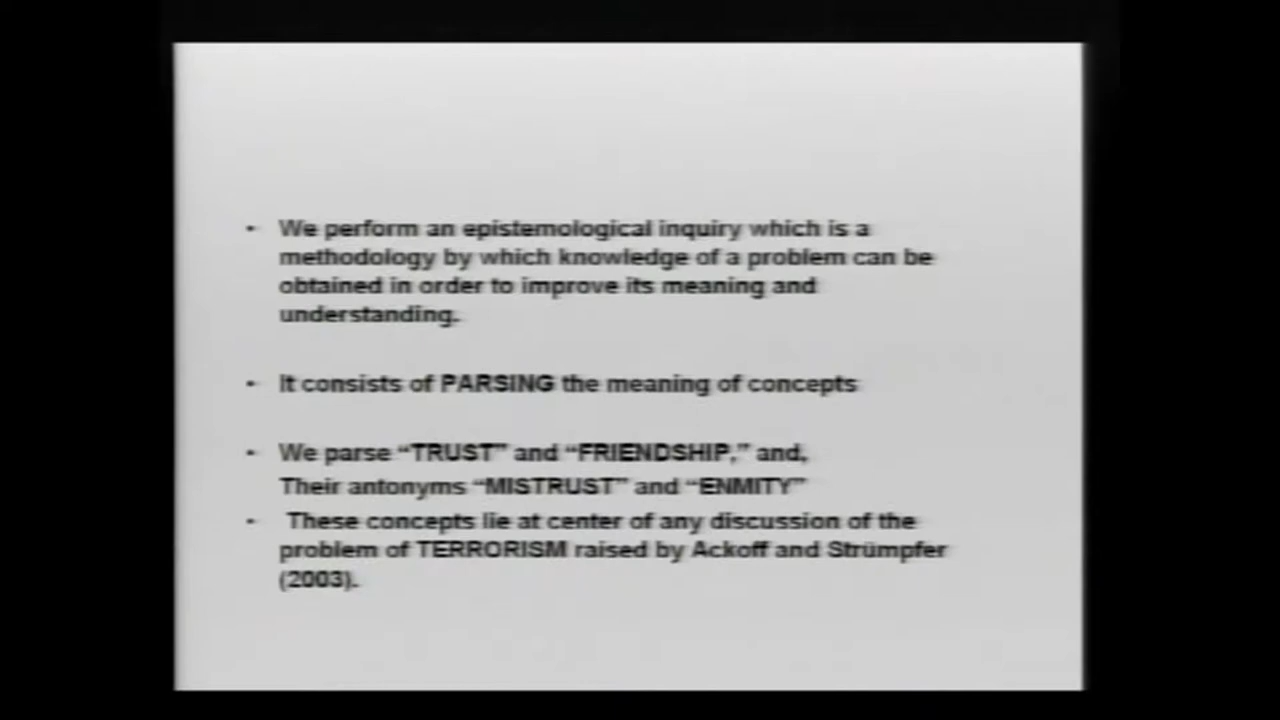 • We perform an epistemological inquiry which is a
methodology by which knowledge of a problem can be
obtained in order to improve its meaning and
understanding.
• It consists of PARSING the meaning of concepts
• We parse “TRUST” and “FRIENDSHIP,” and,
Their antonyms “MISTRUST” and “ENMITY”
• These concepts lie at center of any discussion of the
problem of TERRORISM raised by Ackoff and Strümpfer
(2003).